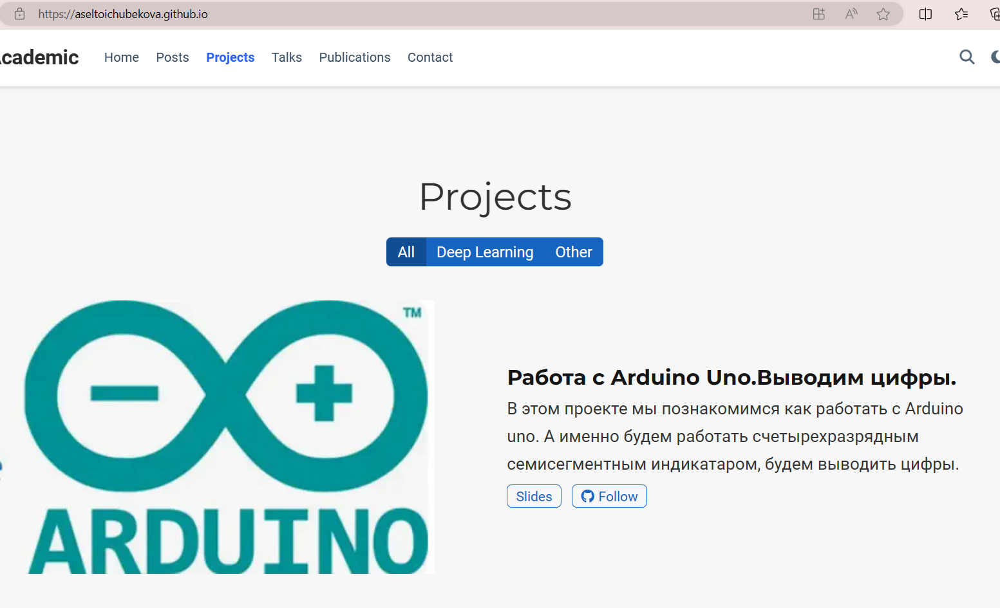 https://aseltoichubekova.github.io
cademic Home Posts Projects Talks Publications Contact
Projects
All Deep Learning Other
TM
ARDUINO
Работа с Arduino Uno.Выводим цифры.
В этом проекте мы познакомимся как работать с Arduino
uno. А именно будем работать счетырехразрядным
семисегментным индикатаром, будем выводить цифры.
Slides Follow